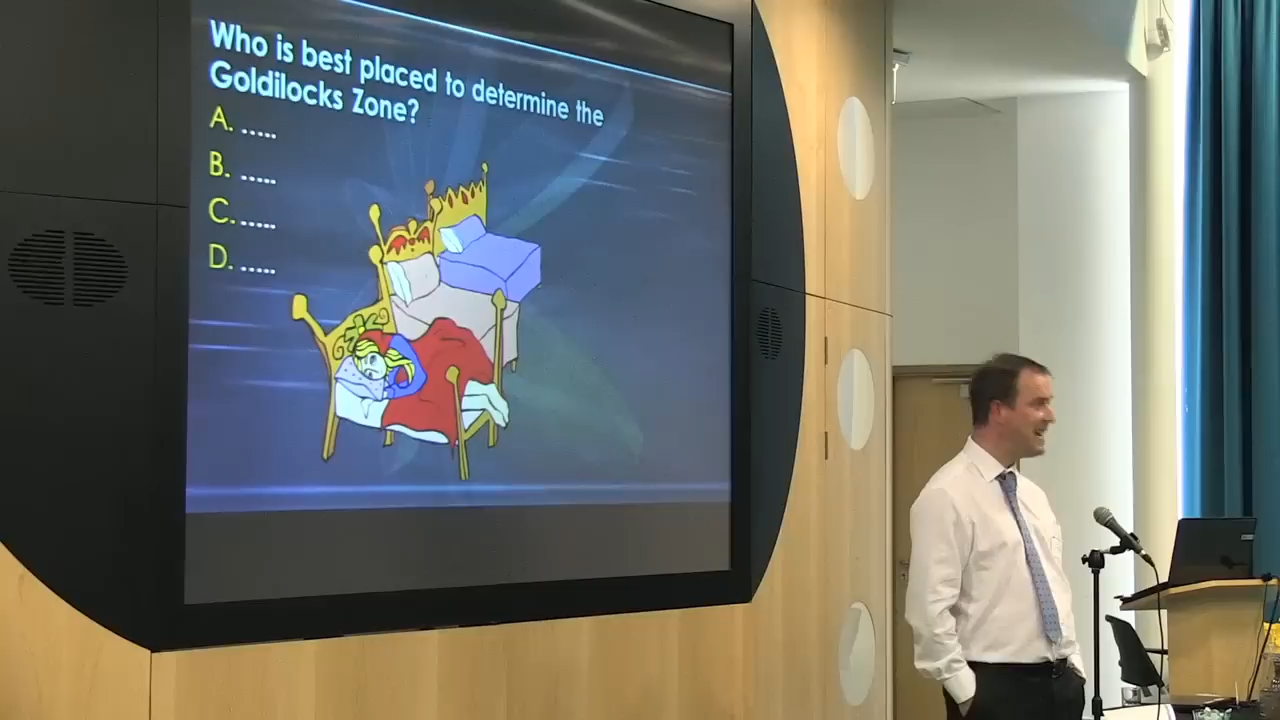 Who is best placed to determine the
Goldilocks Zone?
A. .....
B. .....
C. .....
D. .....